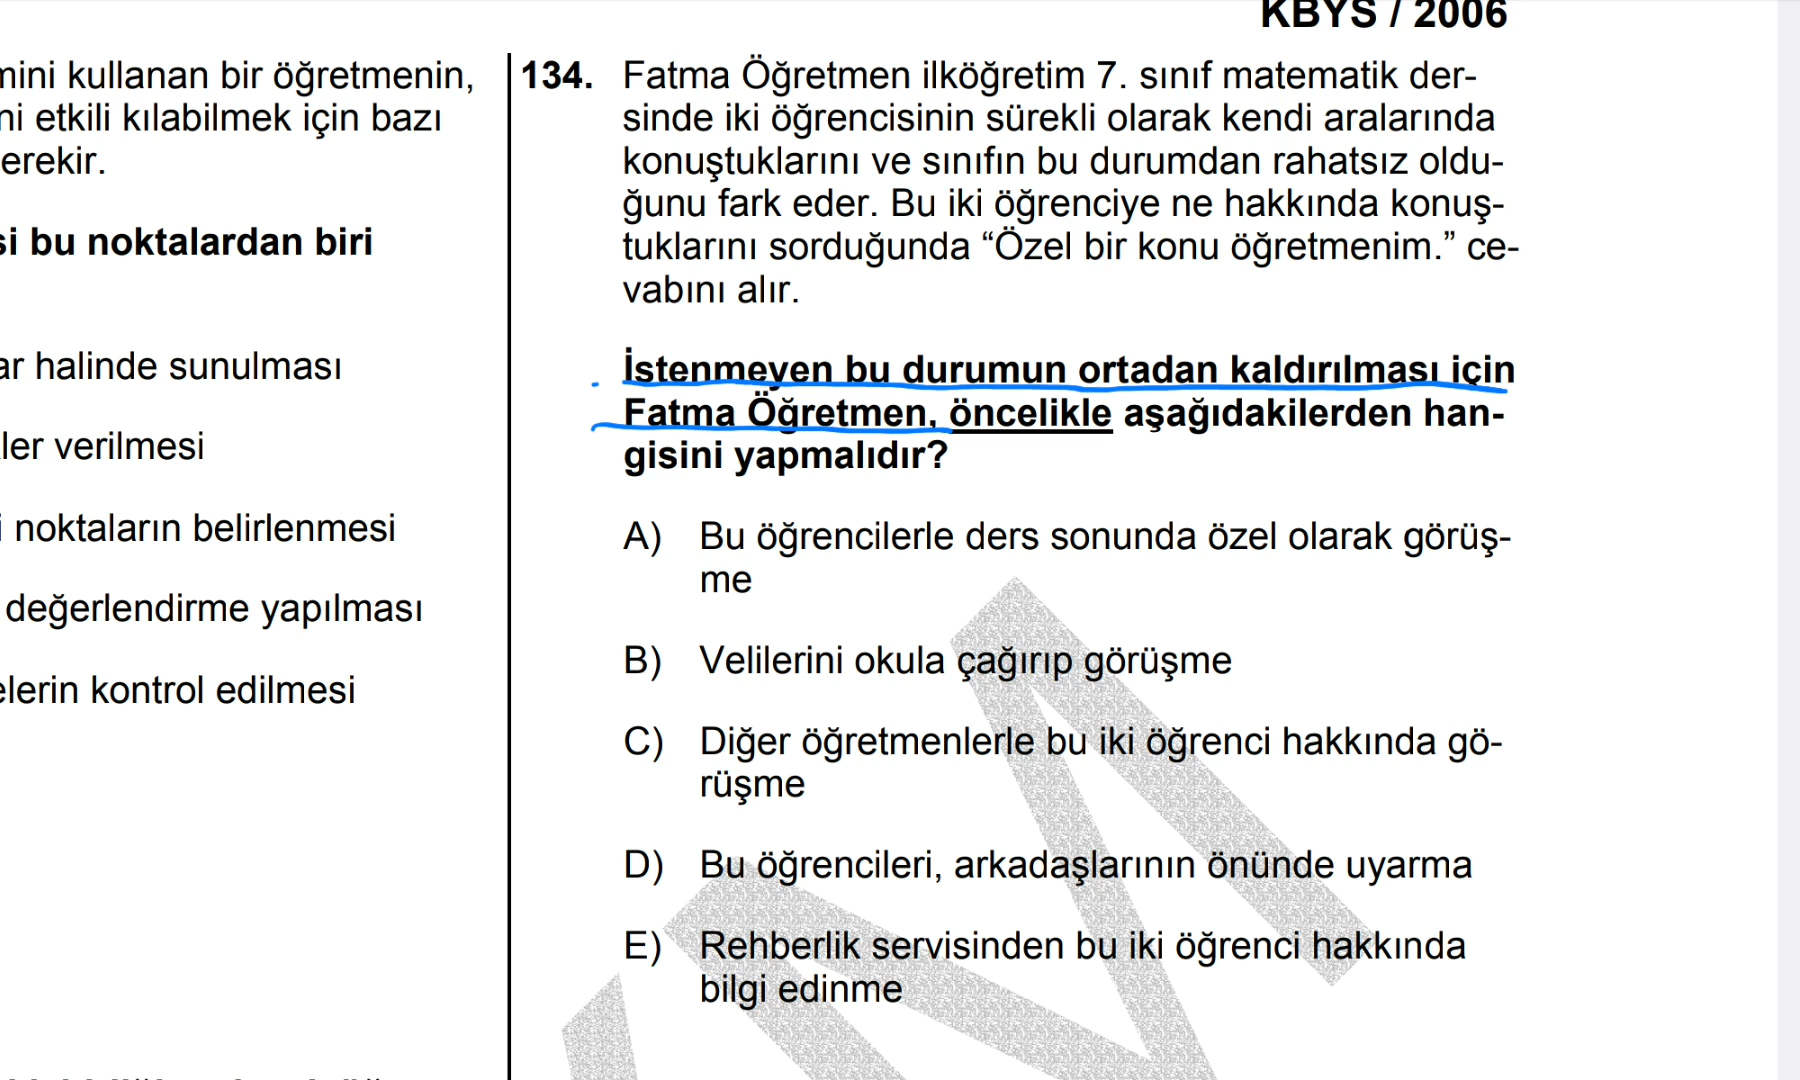 KBYS / 2006
mini kullanan bir öğretmenin,
ni etkili kılabilmek için bazı
erekir.
si bu noktalardan biri
ar halinde sunulması
ler verilmesi
i noktaların belirlenmesi
değerlendirme yapılması
elerin kontrol edilmesi
134. Fatma Öğretmen ilköğretim 7. sınıf matematik der-
sinde iki öğrencisinin sürekli olarak kendi aralarında
konuştuklarını ve sınıfın bu durumdan rahatsız oldu-
ğunu fark eder. Bu iki öğrenciye ne hakkında konuş-
tuklarını sorduğunda “Özel bir konu öğretmenim.” ce-
vabını alır.
İstenmeyen bu durumun ortadan kaldırılması için
Fatma Öğretmen, öncelikle aşağıdakilerden han-
gisini yapmalıdır?
A) Bu öğrencilerle ders sonunda özel olarak görüş-
me
B) Velilerini okula çağırıp görüşme
C) Diğer öğretmenlerle bu iki öğrenci hakkında gö-
rüşme
D) Bu öğrencileri, arkadaşlarının önünde uyarma
E) Rehberlik servisinden bu iki öğrenci hakkında
bilgi edinme